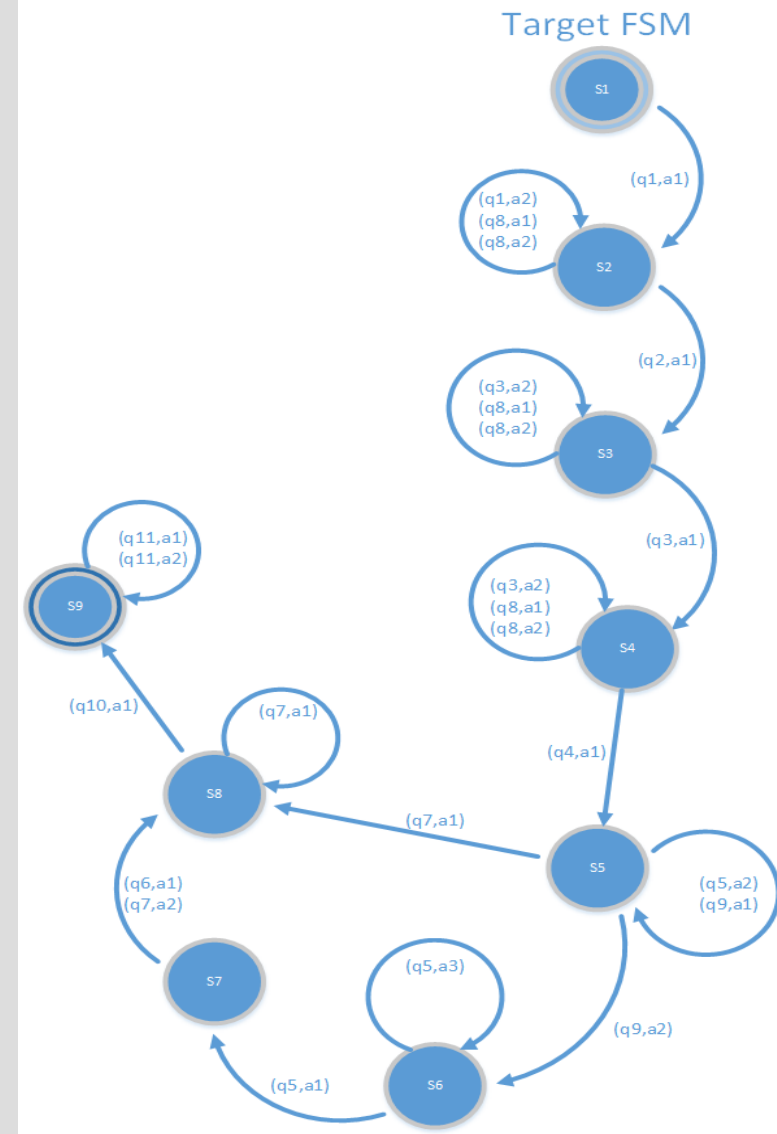 Target FSM
S1
(q1,a1)
(q1,a2)
(q8,a1)
(q8,a2)
S2
(q2,a1)
(q3,a2)
(q8,a1)
(q8,a2)
S3
(q3,a1)
(q11,a1)
(q11,a2)
S9
(q3,a2)
(q8,a1)
(q8,a2)
S4
(q10,a1)
(q7,a1)
(q4,a1)
S8
(q7,a1)
S5
(q6,a1)
(q7,a2)
(q5,a2)
(q9,a1)
S7
(q5,a3)
(q9,a2)
(q5,a1)
S6